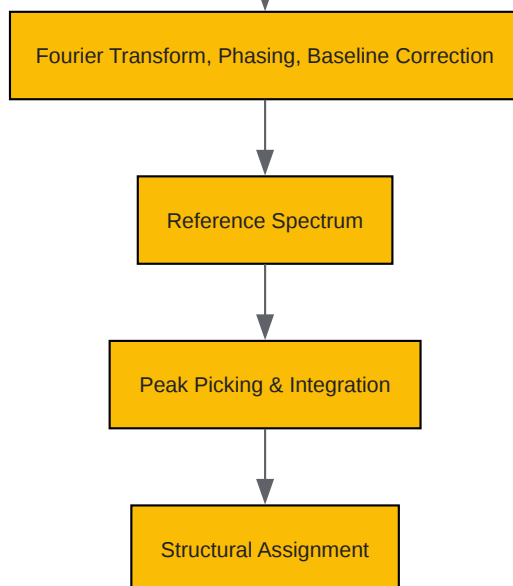 Fourier Transform, Phasing, Baseline Correction
Reference Spectrum
Peak Picking & Integration
Structural Assignment